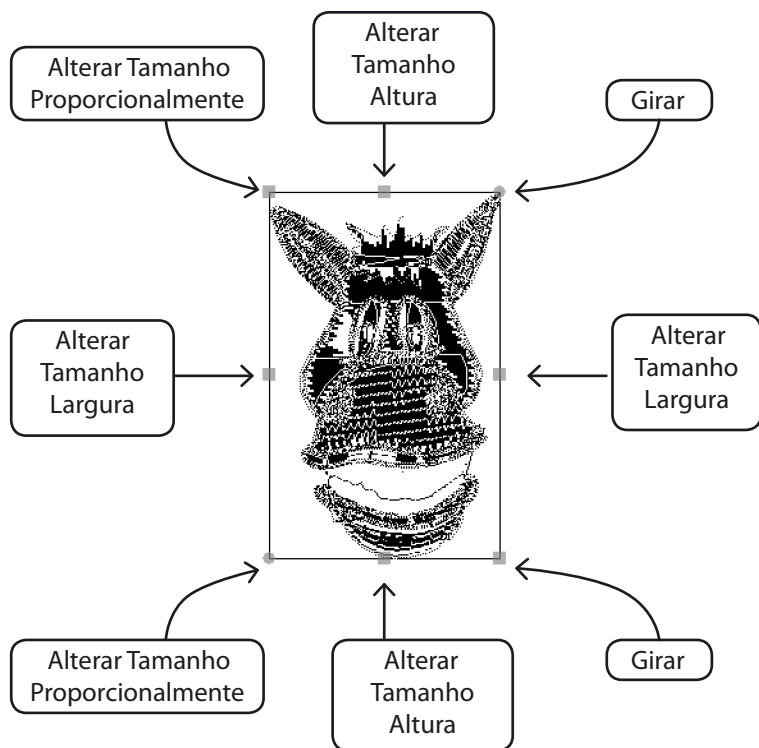 Alterar Tamanho
Proporcionalmente
Alterar
Tamanho
Altura
Girar
Alterar
Tamanho
Largura
Alterar
Tamanho
Largura
Alterar Tamanho
Proporcionalmente
Alterar
Tamanho
Altura
Girar